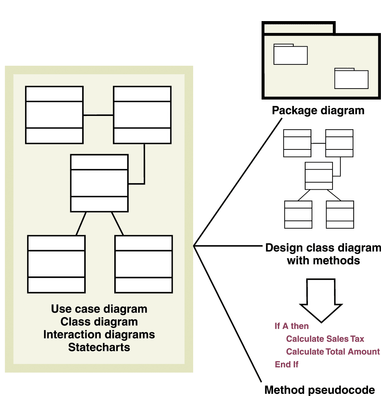 Package diagram
Design class diagram
with methods
Use case diagram
Class diagram
Interaction diagrams
Statecharts
If A then
Calculate Sales Tax
Calculate Total Amount
End If
Method pseudocode